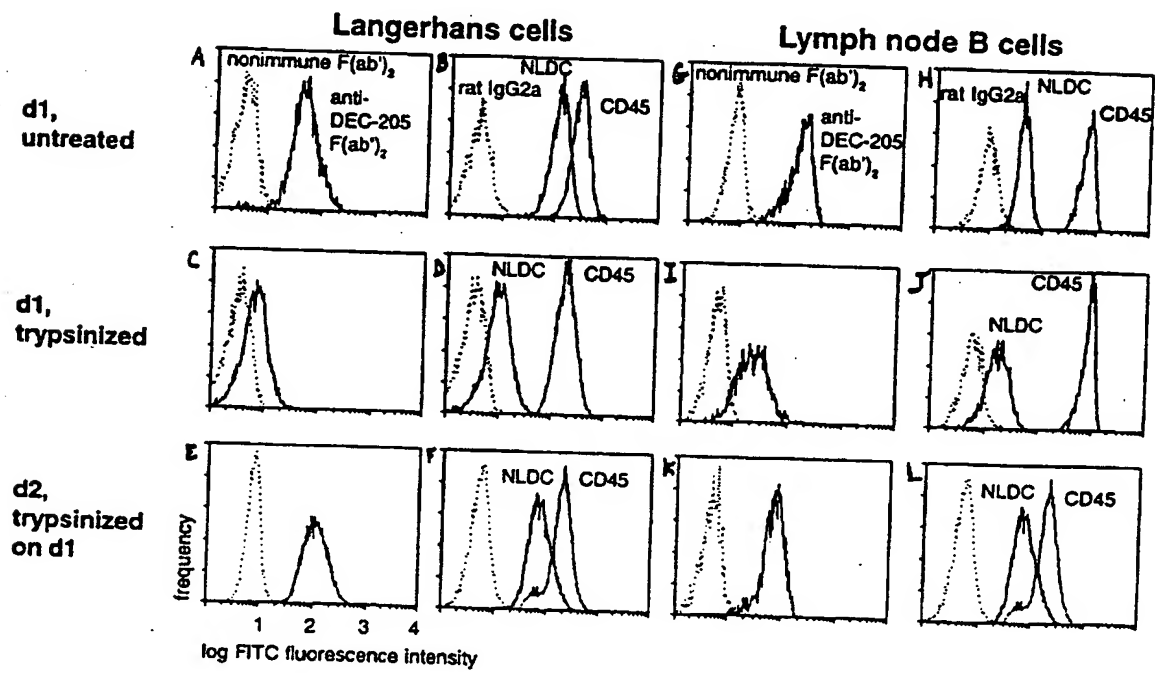 Langerhans cells
Lymph node B cells
d1,
untreated
A
nonimmune F(ab')₂
anti-
DEC-205
F(ab')₂
B
NLDC
rat IgG2a
CD45
G
nonimmune F(ab')₂
anti-
DEC-205
F(ab')₂
H
rat IgG2a
NLDC
CD45
d1,
trypsinized
C
D
NLDC
CD45
I
J
CD45
NLDC
d2,
trypsinized
on d1
E
F
NLDC
CD45
K
L
NLDC
CD45
frequency
1 2 3 4
log FITC fluorescence intensity